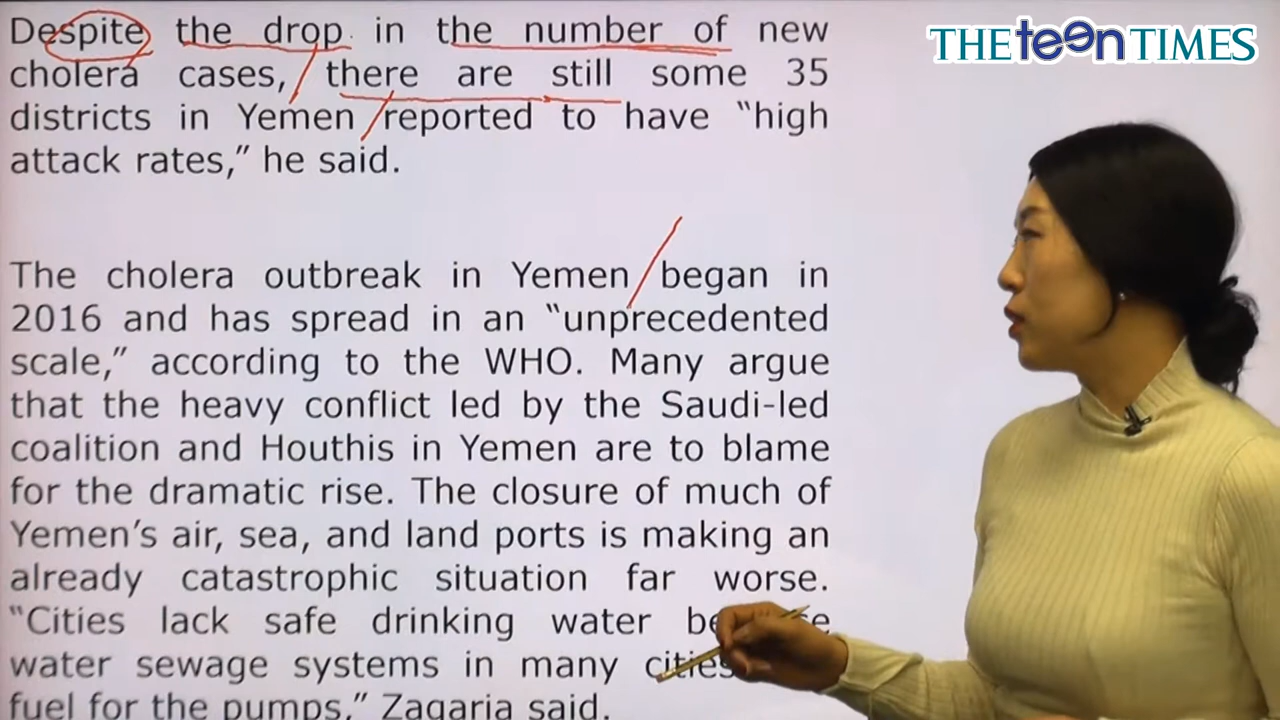 THE teen TIMES
Despite the drop in the number of new
cholera cases, there are still some 35
districts in Yemen reported to have “high
attack rates,” he said.
The cholera outbreak in Yemen began in
2016 and has spread in an “unprecedented
scale,” according to the WHO. Many argue
that the heavy conflict led by the Saudi-led
coalition and Houthis in Yemen are to blame
for the dramatic rise. The closure of much of
Yemen’s air, sea, and land ports is making an
already catastrophic situation far worse.
“Cities lack safe drinking water
water sewage systems in many cities
fuel for the pumps,” Zagaria said.